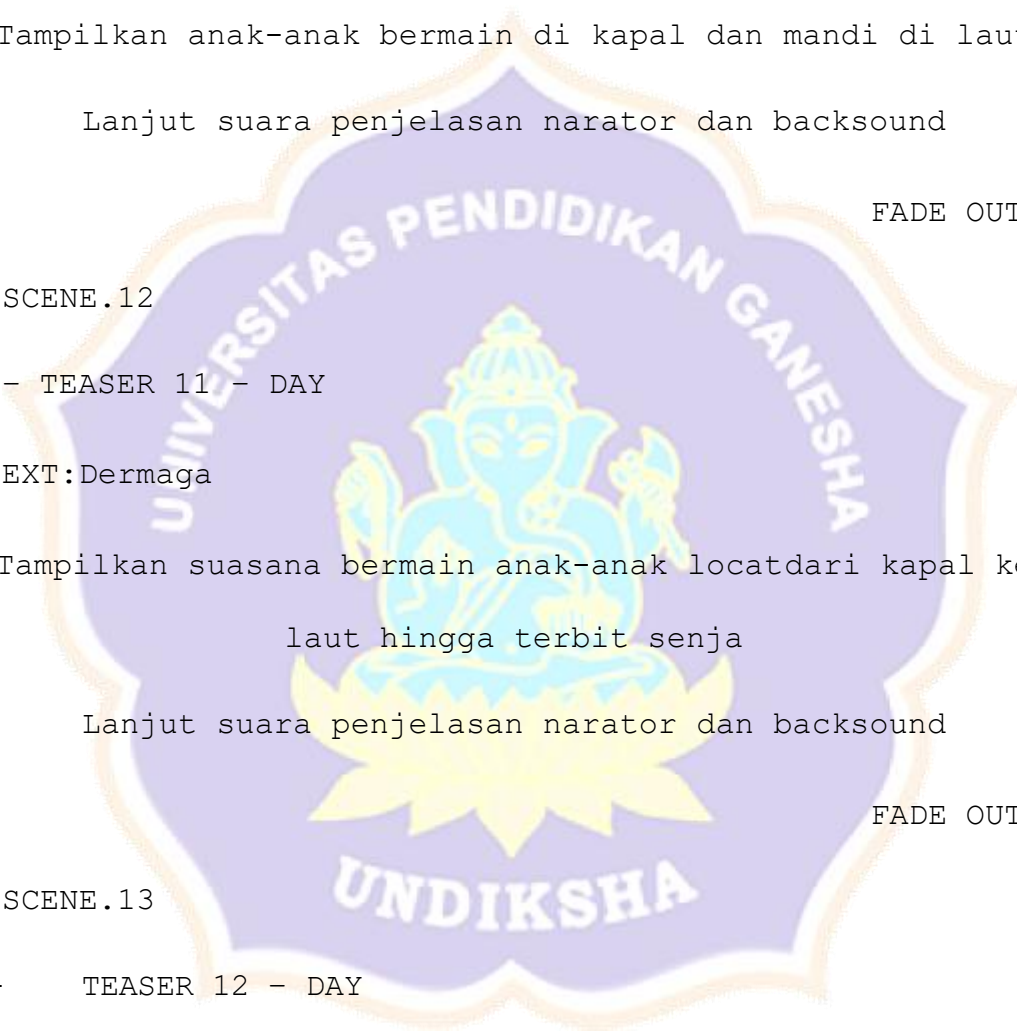 Tampilkan anak-anak bermain di kapal dan mandi di laut
Lanjut suara penjelasan narator dan backsound
FADE OUT
SCENE.12
– TEASER 11 – DAY
EXT:Dermaga
Tampilkan suasana bermain anak-anak locatdari kapal ke
laut hingga terbit senja
Lanjut suara penjelasan narator dan backsound
FADE OUT
SCENE.13
- TEASER 12 – DAY
UNIVERSITAS PENDIDIKAN GANESHA
UNDIKSHA